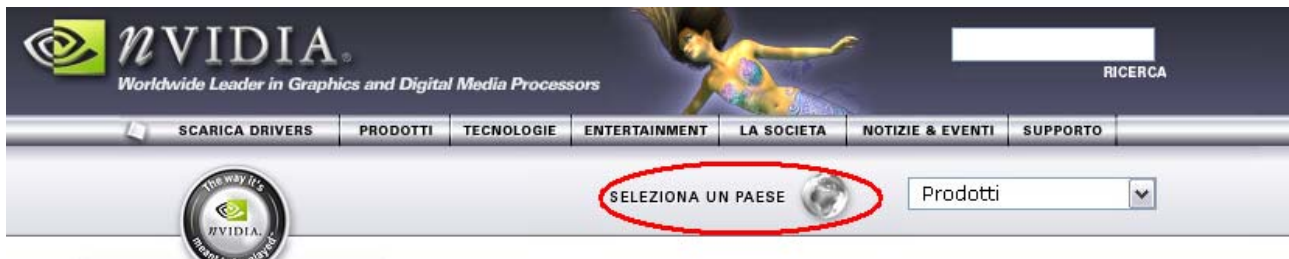 nVIDIA®
Worldwide Leader in Graphics and Digital Media Processors
RICERCA
SCARICA DRIVERS PRODOTTI TECNOLOGIE ENTERTAINMENT LA SOCIETA NOTIZIE & EVENTI SUPPORTO
The way it's
nVIDIA.
meant to be played
SELEZIONA UN PAESE
Prodotti